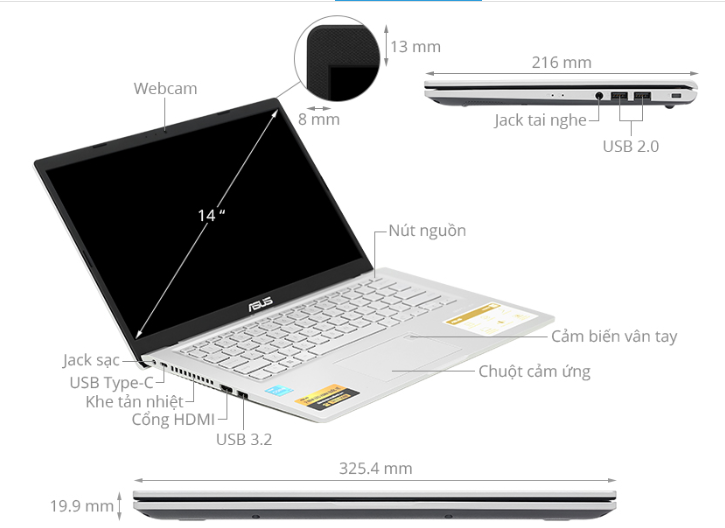 13 mm
8 mm
216 mm
Webcam
Jack tai nghe
USB 2.0
14 “
Nút nguồn
ASUS
Cảm biến vân tay
Jack sạc
USB Type-C
Chuột cảm ứng
Khe tản nhiệt
Cổng HDMI
USB 3.2
325.4 mm
19.9 mm